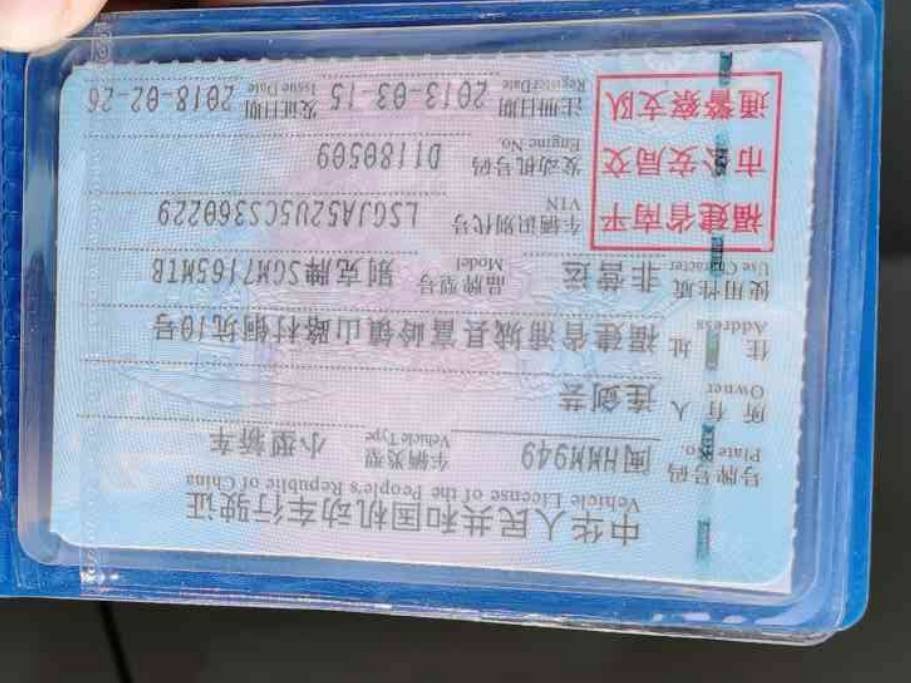 中华人民共和国机动车行驶证
Vehicle License of the People's Republic of China
号牌号码 闽HMM949 车辆类型 小型轿车
Plate No. Vehicle Type
所有人 连剑芸
Owner
住址 福建省浦城县富岭镇山路村铜坑10号
Address
使用性质 非营运 品牌型号 别克牌SGM7165MTB
Use Character Model
福建省南平
市公安局交
通警察支队
车辆识别代号 LSGJA52U5CS360229
VIN
发动机号码 D1180509
Engine No.
注册日期 2013-03-15 发证日期 2018-02-26
Register Date Issue Date